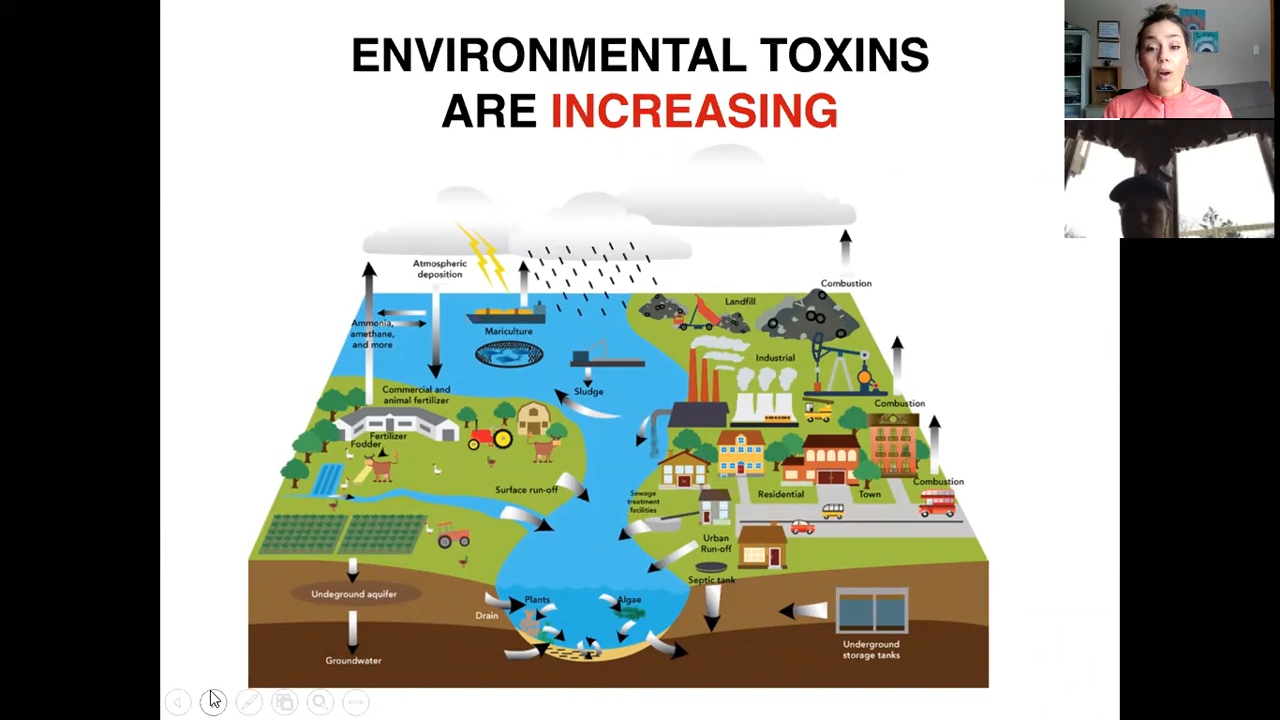 ENVIRONMENTAL TOXINS
ARE INCREASING
Atmospheric
deposition
Combustion
Landfill
Ammonia,
amethane,
and more
Mariculture
Industrial
Sludge
Commercial and
animal fertilizer
Combustion
Fertilizer
Fodder
Combustion
Surface run-off
Sewage
treatment
facilities
Residential
Town
Urban
Run-off
Septic tank
Undeground aquifer
Plants
Algae
Drain
Groundwater
Underground
storage tanks